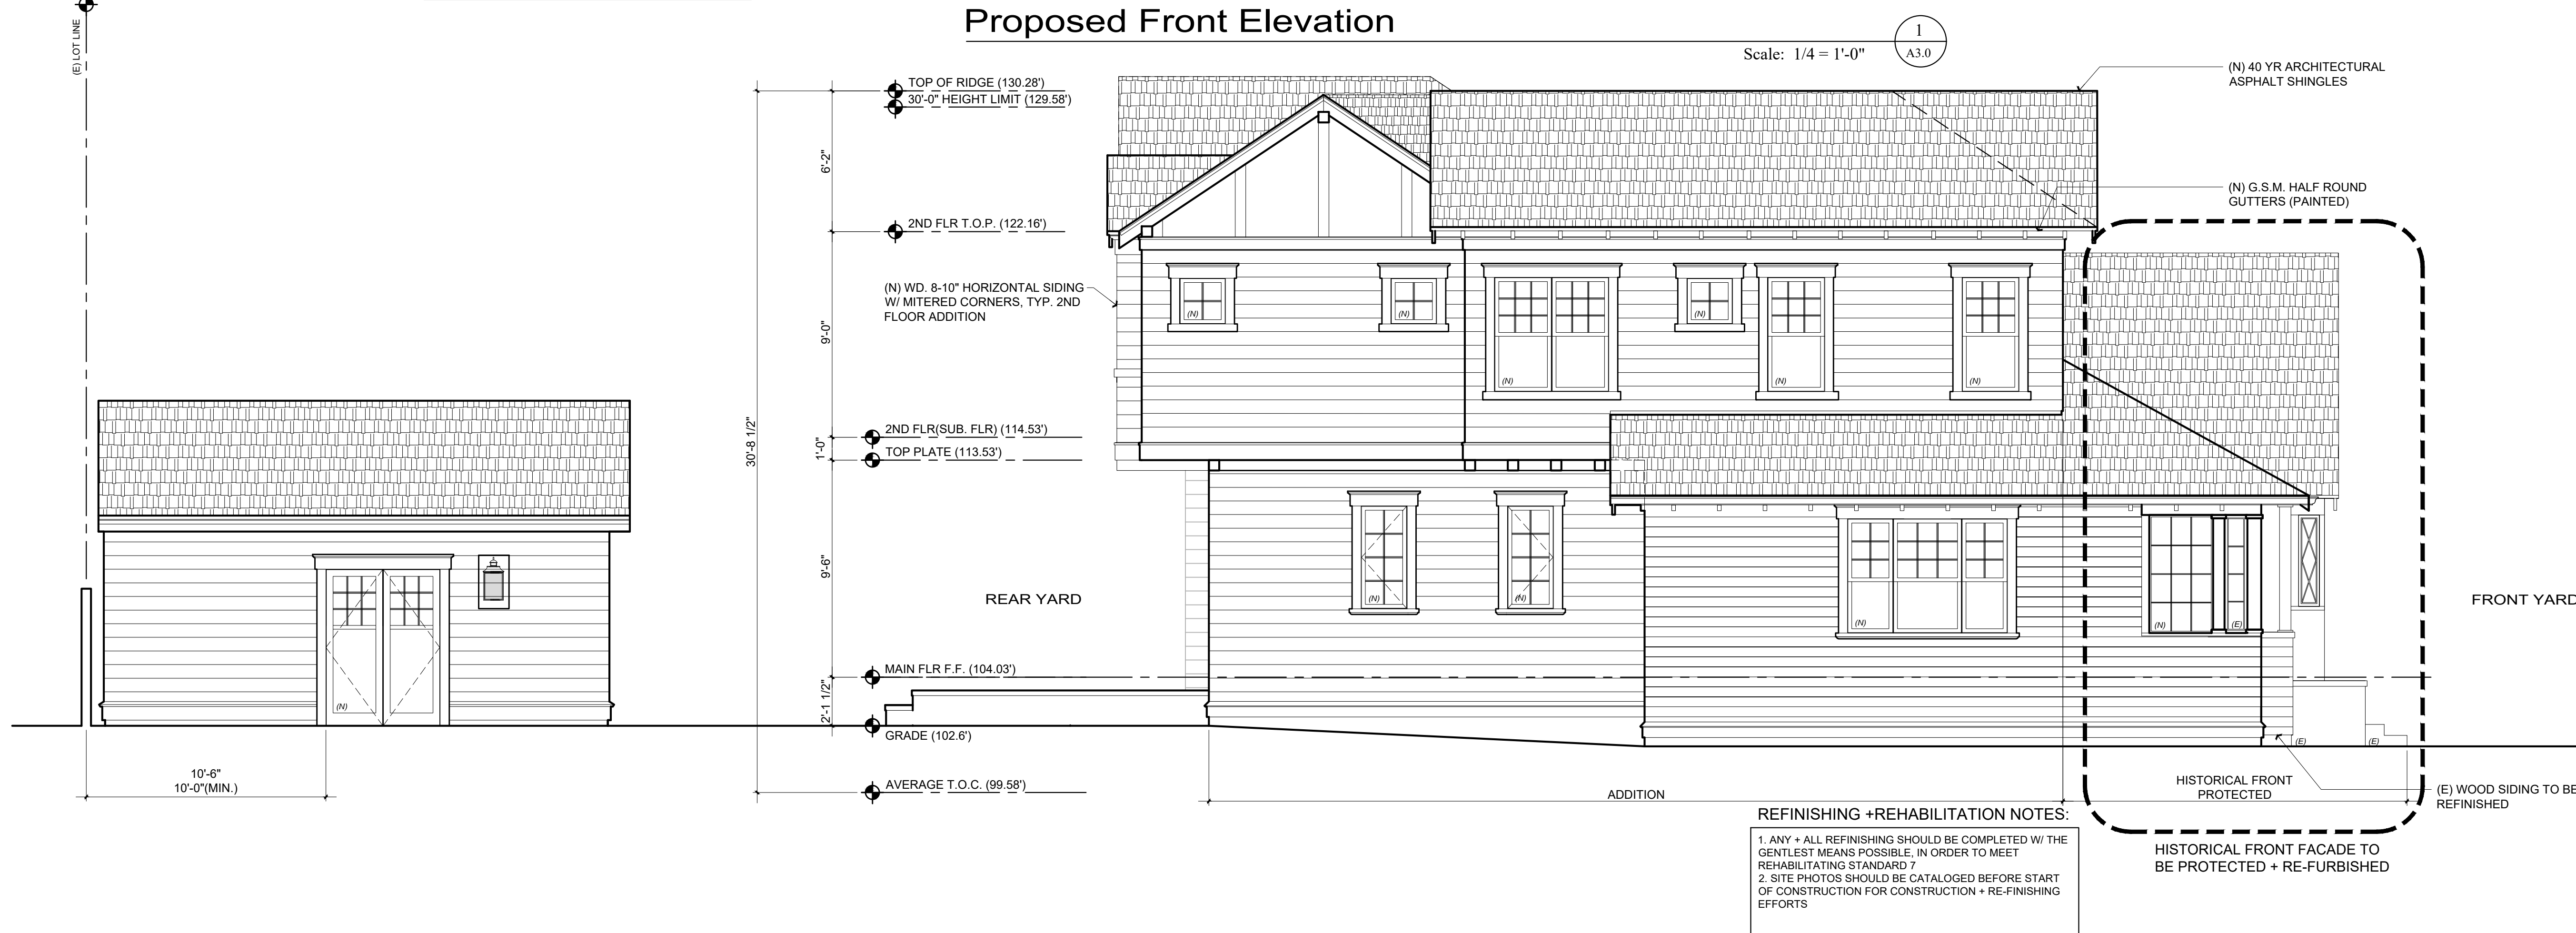 Proposed Front Elevation
Scale: 1/4 = 1'-0"
1
A3.0
(E) LOT LINE
TOP OF RIDGE (130.28')
30'-0" HEIGHT LIMIT (129.58')
2ND FLR T.O.P. (122.16')
(N) WD. 8-10" HORIZONTAL SIDING
W/ MITERED CORNERS, TYP. 2ND
FLOOR ADDITION
2ND FLR(SUB. FLR) (114.53')
TOP PLATE (113.53')
REAR YARD
MAIN FLR F.F. (104.03')
GRADE (102.6')
AVERAGE T.O.C. (99.58')
30'-8 1/2"
6'-2"
9'-0"
1'-0"
9'-6"
2'-1 1/2"
10'-6"
10'-0"(MIN.)
(N)
(N)
(N)
(N)
(N)
(N)
(N)
(N)
(N)
(N)
(N)
(N)
(E)
(E)
(E)
(N) 40 YR ARCHITECTURAL
ASPHALT SHINGLES
(N) G.S.M. HALF ROUND
GUTTERS (PAINTED)
FRONT YARD
ADDITION
HISTORICAL FRONT
PROTECTED
(E) WOOD SIDING TO BE
REFINISHED
HISTORICAL FRONT FACADE TO
BE PROTECTED + RE-FURBISHED
REFINISHING +REHABILITATION NOTES:
1. ANY + ALL REFINISHING SHOULD BE COMPLETED W/ THE
GENTLEST MEANS POSSIBLE, IN ORDER TO MEET
REHABILITATING STANDARD 7
2. SITE PHOTOS SHOULD BE CATALOGED BEFORE START
OF CONSTRUCTION FOR CONSTRUCTION + RE-FINISHING
EFFORTS